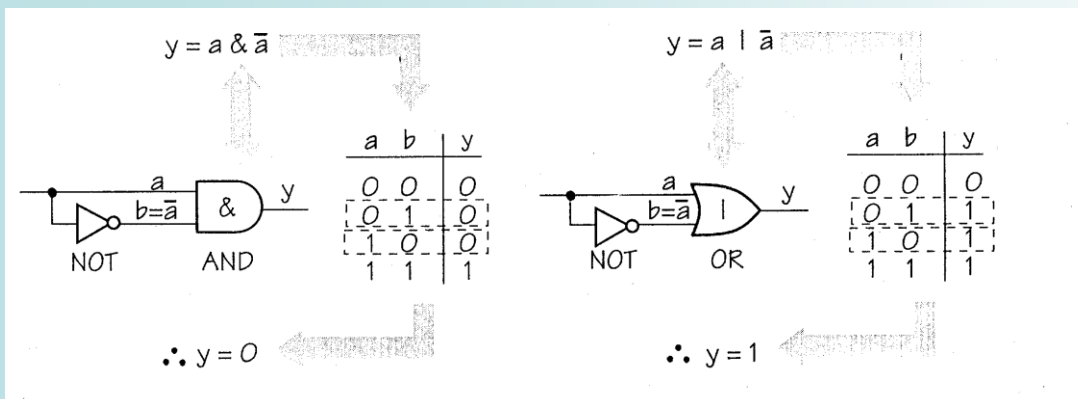 y = a & a̅
a b y
0 0 0
0 1 0
1 0 0
1 1 1
a
b=a̅
&
y
NOT AND
∴ y = 0
y = a | a̅
a b y
0 0 0
0 1 1
1 0 1
1 1 1
a
b=a̅
|
y
NOT OR
∴ y = 1